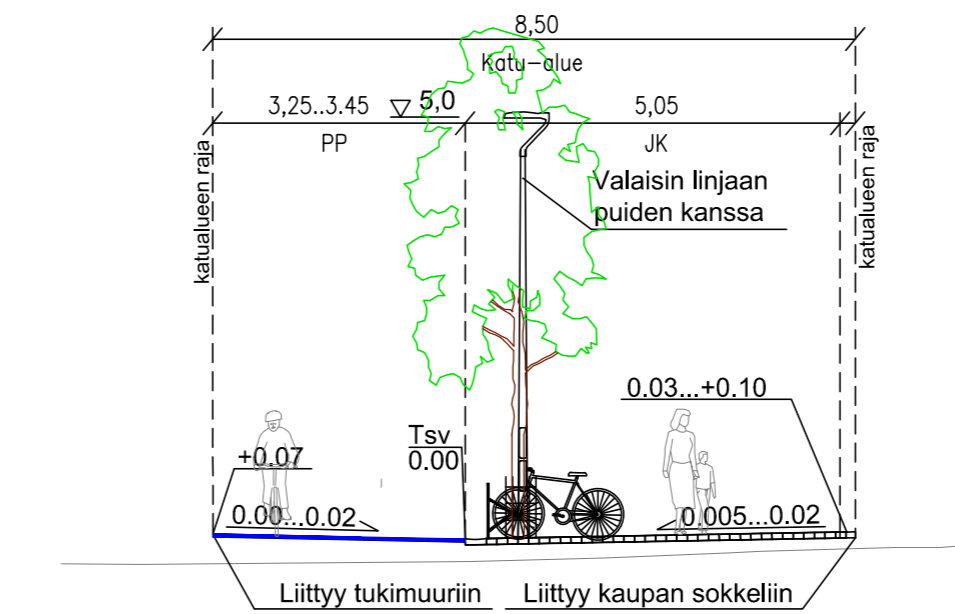 8,50
Katu-alue
3,25..3.45
5,0
5,05
PP
JK
katualueen raja
katualueen raja
Valaisin linjaan
puiden kanssa
0.03...+0.10
Tsv
0.00
+0.07
0.00...0.02
0.005...0.02
Liittyy tukimuuriin
Liittyy kaupan sokkeliin